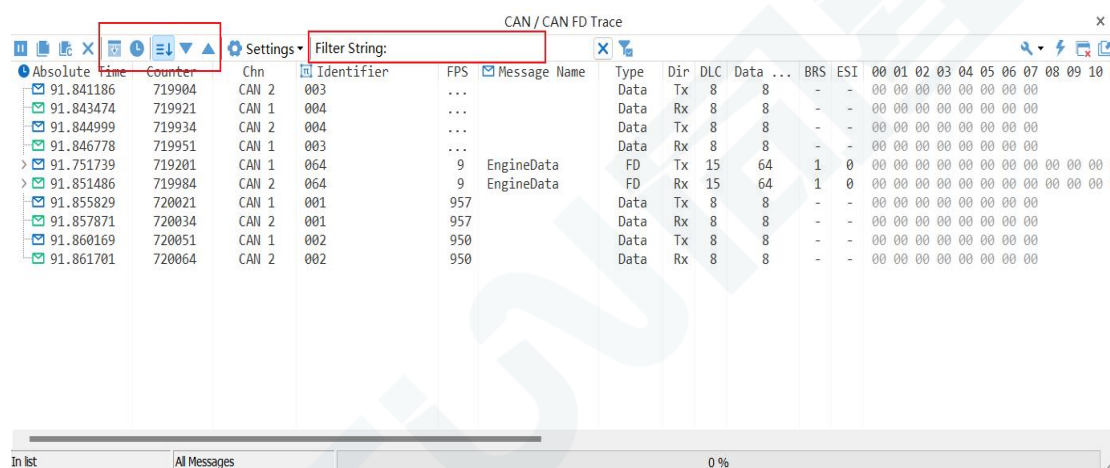 CAN / CAN FD Trace
Settings Filter String:
Absolute Time Counter Chn Identifier FPS Message Name Type Dir DLC Data ... BRS ESI 00 01 02 03 04 05 06 07 08 09 10
91.841186 719904 CAN 2 003 ... Data Tx 8 8 - - 00 00 00 00 00 00 00 00
91.843474 719921 CAN 1 004 ... Data Rx 8 8 - - 00 00 00 00 00 00 00 00
91.844999 719934 CAN 2 004 ... Data Tx 8 8 - - 00 00 00 00 00 00 00 00
91.846778 719951 CAN 1 003 ... Data Rx 8 8 - - 00 00 00 00 00 00 00 00
91.751739 719201 CAN 1 064 9 EngineData FD Tx 15 64 1 0 00 00 00 00 00 00 00 00 00 00 00
91.851486 719984 CAN 2 064 9 EngineData FD Rx 15 64 1 0 00 00 00 00 00 00 00 00 00 00 00
91.855829 720021 CAN 1 001 957 Data Tx 8 8 - - 00 00 00 00 00 00 00 00
91.857871 720034 CAN 2 001 957 Data Rx 8 8 - - 00 00 00 00 00 00 00 00
91.860169 720051 CAN 1 002 950 Data Tx 8 8 - - 00 00 00 00 00 00 00 00
91.861701 720064 CAN 2 002 950 Data Rx 8 8 - - 00 00 00 00 00 00 00 00
In list All Messages 0 %